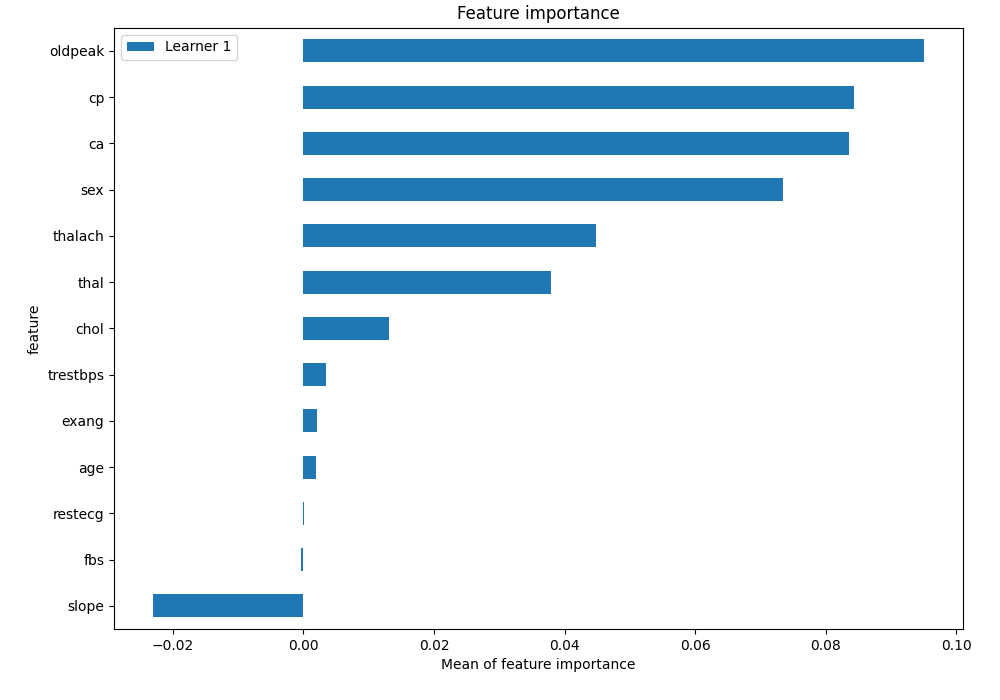 Feature importance
Learner 1
oldpeak
cp
ca
sex
thalach
thal
chol
trestbps
exang
age
restecg
fbs
slope
feature
−0.02 0.00 0.02 0.04 0.06 0.08 0.10
Mean of feature importance